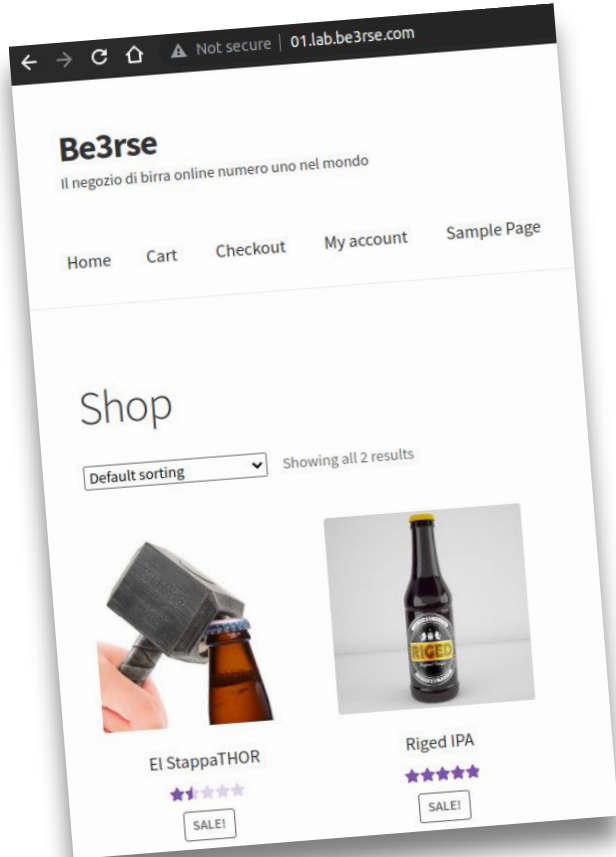 Not secure | 01.lab.be3rse.com
Be3rse
Il negozio di birra online numero uno nel mondo
Home Cart Checkout My account Sample Page
Shop
Default sorting Showing all 2 results
RIGED
El StappaTHOR Riged IPA
SALE! SALE!